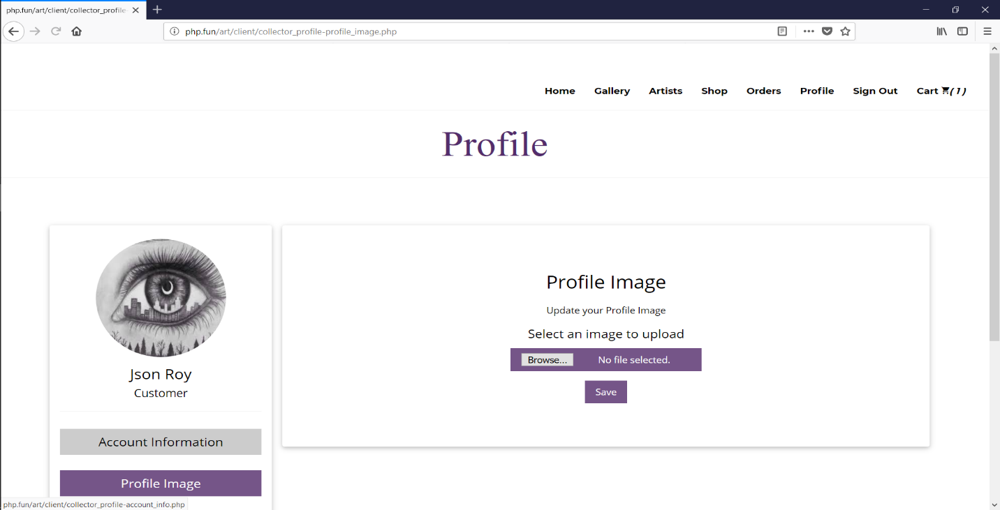 php.fun/art/client/collector_profile-
php.fun/art/client/collector_profile-profile_image.php
Home Gallery Artists Shop Orders Profile Sign Out Cart (1)
Profile
Json Roy
Customer
Account Information
Profile Image
Profile Image
Update your Profile Image
Select an image to upload
Browse... No file selected.
Save
php.fun/art/client/collector_profile-account_info.php